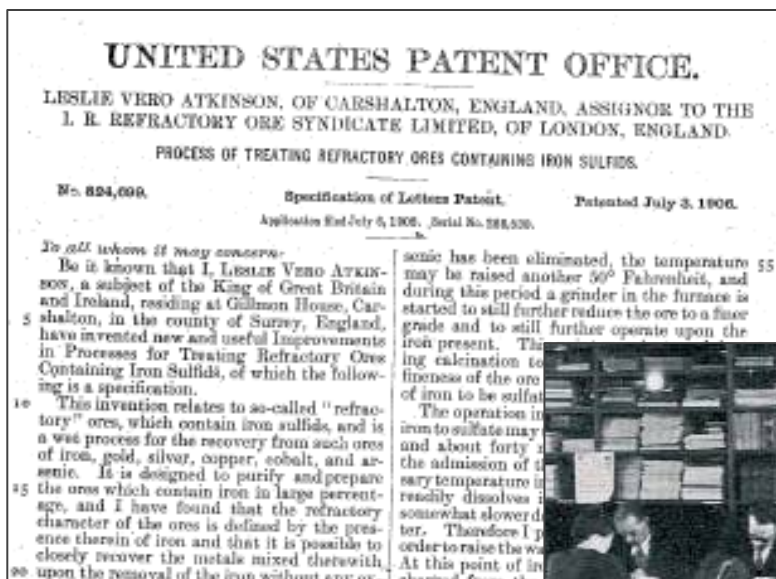 UNITED STATES PATENT OFFICE.
LESLIE VERO ATKINSON, OF CARSHALTON, ENGLAND, ASSIGNOR TO THE
I. R. REFRACTORY ORE SYNDICATE LIMITED, OF LONDON, ENGLAND.
PROCESS OF TREATING REFRACTORY ORES CONTAINING IRON SULFIDS.
No. 824,699. Specification of Letters Patent. Patented July 3, 1906.
Application filed July 5, Serial No.
To all whom it may concern:
Be it known that I, LESLIE VERO ATKIN-
SON, a subject of the King of Great Britain
and Ireland, residing at Gillmon House, Car-
5 shalton, in the county of Surrey, England,
have invented new and useful Improvements
in Processes for Treating Refractory Ores
Containing Iron Sulfids, of which the follow-
ing is a specification.
10 This invention relates to so-called "refrac-
tory" ores, which contain iron sulfids, and is
a wet process for the recovery from such ores
of iron, gold, silver, copper, cobalt, and ar-
senic. It is designed to purify and prepare
15 the ores which contain iron in large percent-
age, and I have found that the refractory
character of the ores is defined by the pres-
ence therein of iron and that it is possible to
closely recover the metals mixed therewith
20 upon the removal of the iron without any
senic has been eliminated, the temperature 55
may be raised another 50° Fahrenheit, and
during this period a grinder in the furnace is
started to still further reduce the ore to a finer
grade and to still further operate upon the
iron present.
ing calcination to
fineness of the ore
of iron to be sulfat
The operation in
iron to sulfate may
and about forty
the admission of
sary temperature in
readily dissolves
somewhat slower
ter. Therefore I
order to raise the
At this point of